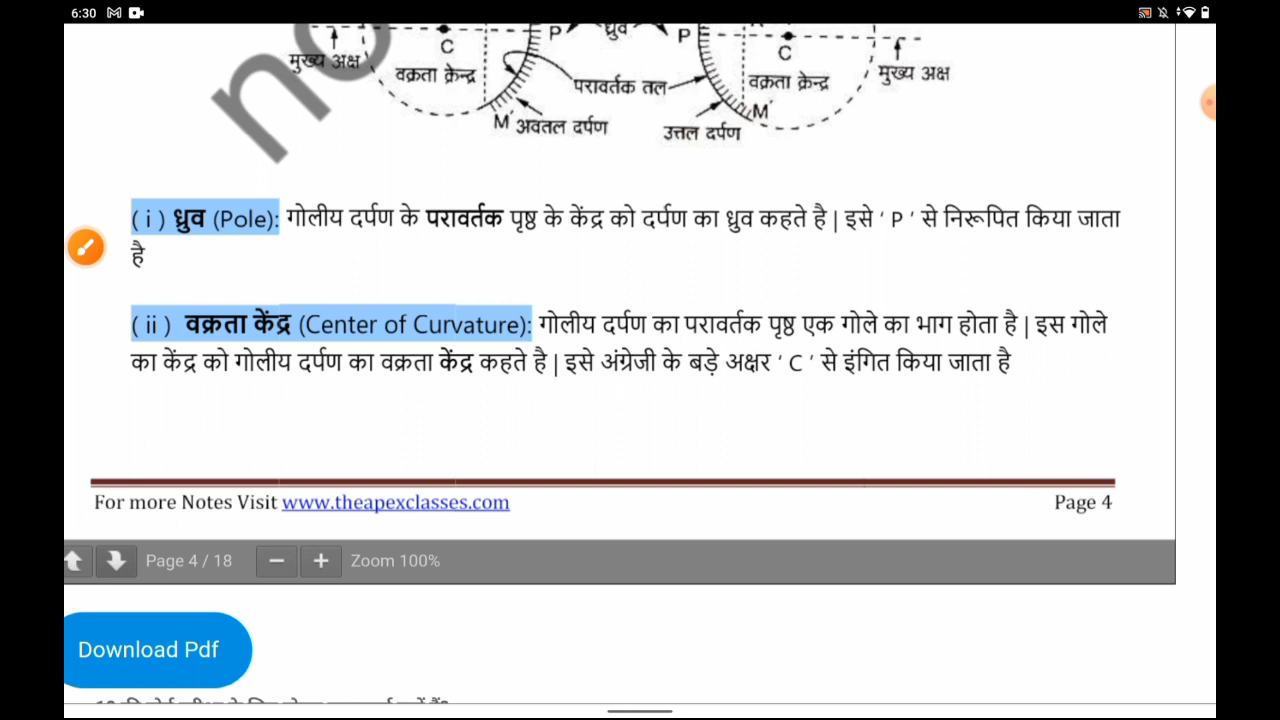 6:30
P ध्रुव P
C C
मुख्य अक्ष वक्रता क्रेन्द्र वक्रता क्रेन्द्र मुख्य अक्ष
परावर्तक तल
M' अवतल दर्पण उत्तल दर्पण M'
no
( i ) ध्रुव (Pole): गोलीय दर्पण के परावर्तक पृष्ठ के केंद्र को दर्पण का ध्रुव कहते है | इसे ‘ P ’ से निरूपित किया जाता
है
( ii ) वक्रता केंद्र (Center of Curvature): गोलीय दर्पण का परावर्तक पृष्ठ एक गोले का भाग होता है | इस गोले
का केंद्र को गोलीय दर्पण का वक्रता केंद्र कहते है | इसे अंग्रेजी के बड़े अक्षर ‘ C ’ से इंगित किया जाता है
For more Notes Visit www.theapexclasses.com Page 4
Page 4 / 18 Zoom 100%
Download Pdf